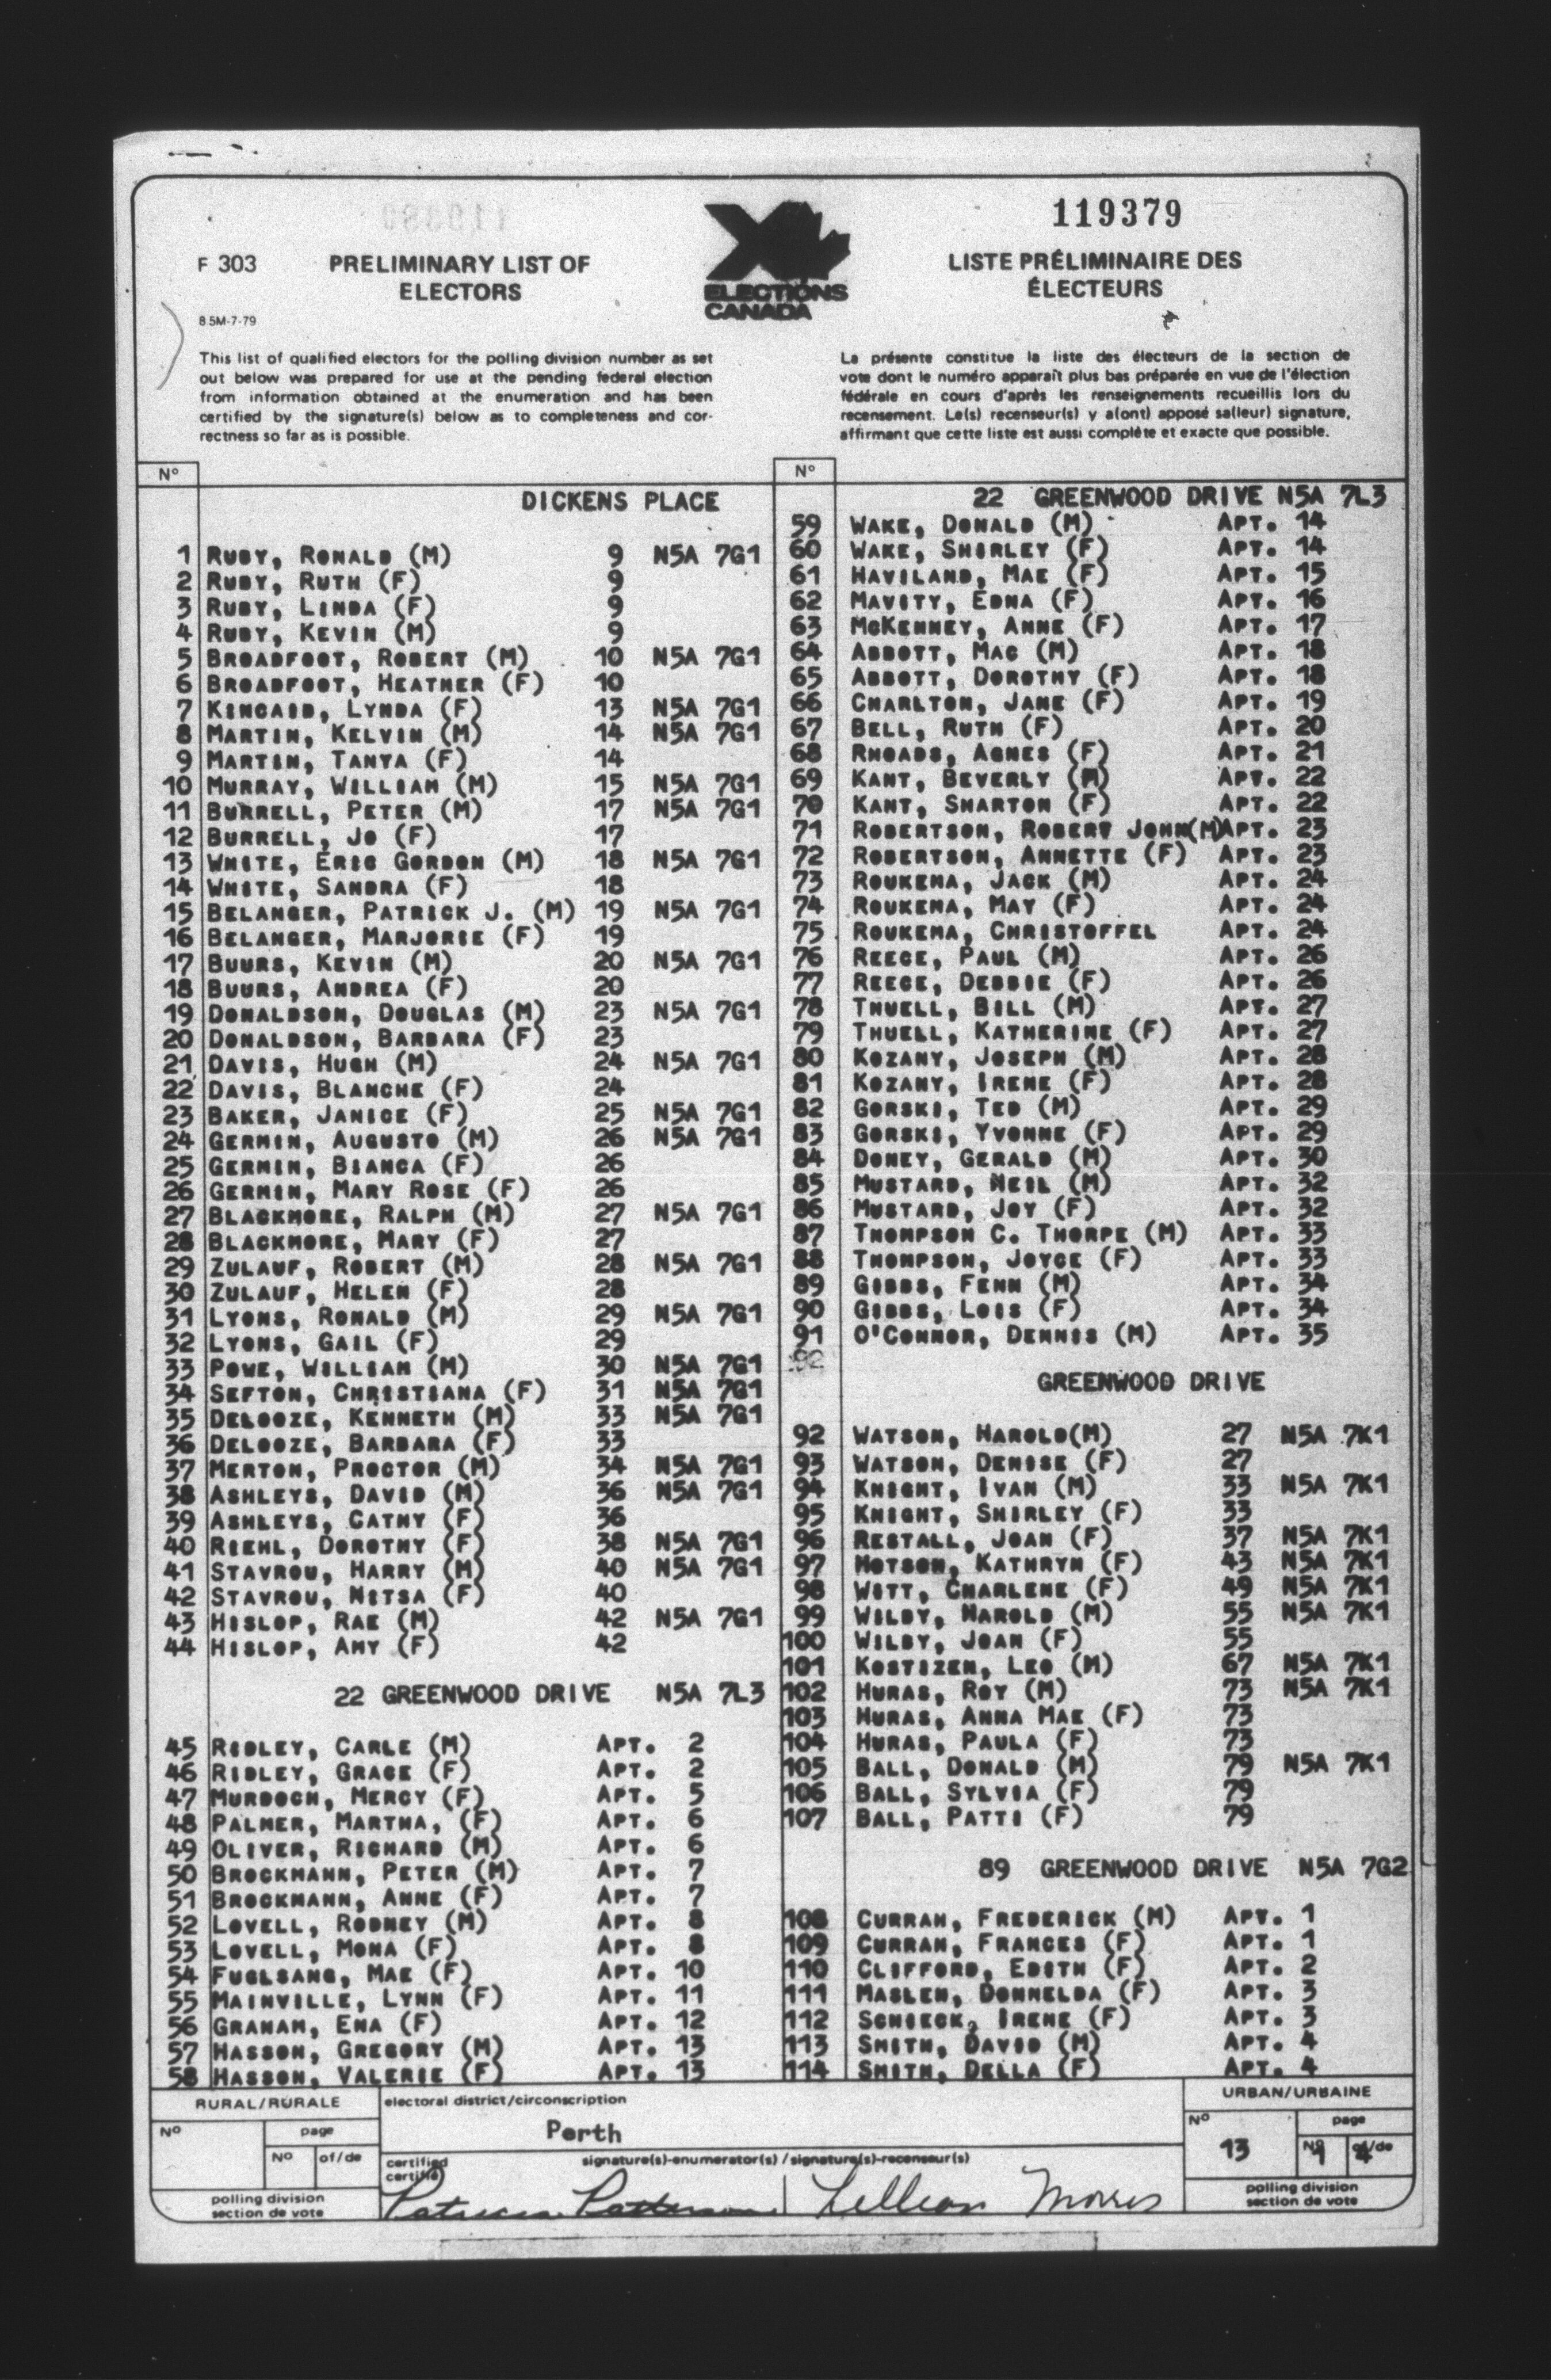 119379
F 303
PRELIMINARY LIST OF
ELECTORS
8.5M-7-79
ELECTIONS
CANADA
LISTE PRÉLIMINAIRE DES
ÉLECTEURS
This list of qualified electors for the polling division number as set
out below was prepared for use at the pending federal election
from information obtained at the enumeration and has been
certified by the signature(s) below as to completeness and cor-
rectness so far as is possible.
La présente constitue la liste des électeurs de la section de
vote dont le numéro apparaît plus bas préparée en vue de l'élection
fédérale en cours d'après les renseignements recueillis lors du
recensement. Le(s) recenseur(s) y a(ont) apposé sa(leur) signature,
affirmant que cette liste est aussi complète et exacte que possible.
Nº
DICKENS PLACE
1 RUBY, RONALD (M) 9 N5A 7G1
2 RUBY, RUTH (F) 9
3 RUBY, LINDA (F) 9
4 RUBY, KEVIN (M) 9
5 BROADFOOT, ROBERT (M) 10 N5A 7G1
6 BROADFOOT, HEATHER (F) 10
7 KINCAID, LYNDA (F) 13 N5A 7G1
8 MARTIN, KELVIN (M) 14 N5A 7G1
9 MARTIN, TANYA (F) 14
10 MURRAY, WILLIAM (M) 15 N5A 7G1
11 BURRELL, PETER (M) 17 N5A 7G1
12 BURRELL, JO (F) 17
13 WHITE, ERIC GORDON (M) 18 N5A 7G1
14 WHITE, SANDRA (F) 18
15 BELANGER, PATRICK J. (M) 19 N5A 7G1
16 BELANGER, MARJORIE (F) 19
17 BUURS, KEVIN (M) 20 N5A 7G1
18 BUURS, ANDREA (F) 20
19 DONALDSON, DOUGLAS (M) 23 N5A 7G1
20 DONALDSON, BARBARA (F) 23
21 DAVIS, HUGH (M) 24 N5A 7G1
22 DAVIS, BLANCHE (F) 24
23 BAKER, JANICE (F) 25 N5A 7G1
24 GERMIN, AUGUSTO (M) 26 N5A 7G1
25 GERMIN, BIANCA (F) 26
26 GERMIN, MARY ROSE (F) 26
27 BLACKMORE, RALPH (M) 27 N5A 7G1
28 BLACKMORE, MARY (F) 27
29 ZULAUF, ROBERT (M) 28 N5A 7G1
30 ZULAUF, HELEN (F) 28
31 LYONS, RONALD (M) 29 N5A 7G1
32 LYONS, GAIL (F) 29
33 POWE, WILLIAM (M) 30 N5A 7G1
34 SEFTON, CHRISTIANA (F) 31 N5A 7G1
35 DELOOZE, KENNETH (M) 33 N5A 7G1
36 DELOOZE, BARBARA (F) 33
37 MERTON, PROCTOR (M) 34 N5A 7G1
38 ASHLEYS, DAVID (M) 36 N5A 7G1
39 ASHLEYS, CATHY (F) 36
40 RIEHL, DOROTHY (F) 38 N5A 7G1
41 STAVROU, HARRY (M) 40 N5A 7G1
42 STAVROU, NITSA (F) 40
43 HISLOP, RAE (M) 42 N5A 7G1
44 HISLOP, AMY (F) 42
22 GREENWOOD DRIVE N5A 7L3
45 RIDLEY, CARLE (M) APT. 2
46 RIDLEY, GRACE (F) APT. 2
47 MURDOCH, MERCY (F) APT. 5
48 PALMER, MARTHA, (F) APT. 6
49 OLIVER, RICHARD (M) APT. 6
50 BROCKMANN, PETER (M) APT. 7
51 BROCKMANN, ANNE (F) APT. 7
52 LOVELL, RODNEY (M) APT. 8
53 LOVELL, MONA (F) APT. 8
54 FUGLSANG, MAE (F) APT. 10
55 MAINVILLE, LYNN (F) APT. 11
56 GRAHAM, ENA (F) APT. 12
57 HASSON, GREGORY (M) APT. 13
58 HASSON, VALERIE (F) APT. 13
Nº
22 GREENWOOD DRIVE N5A 7L3
59 WAKE, DONALD (M) APT. 14
60 WAKE, SHIRLEY (F) APT. 14
61 HAVILAND, MAE (F) APT. 15
62 MAVITY, EDNA (F) APT. 16
63 MCKENNEY, ANNE (F) APT. 17
64 ABBOTT, MAC (M) APT. 18
65 ABBOTT, DOROTHY (F) APT. 18
66 CHARLTON, JANE (F) APT. 19
67 BELL, RUTH (F) APT. 20
68 RHOADS, AGNES (F) APT. 21
69 KANT, BEVERLY (M) APT. 22
70 KANT, SHARTON (F) APT. 22
71 ROBERTSON, ROBERT JOHN(M)APT. 23
72 ROBERTSON, ANNETTE (F) APT. 23
73 ROUKEMA, JACK (M) APT. 24
74 ROUKEMA, MAY (F) APT. 24
75 ROUKEMA, CHRISTOFFEL APT. 24
76 REECE, PAUL (M) APT. 26
77 REECE, DEBBIE (F) APT. 26
78 THUELL, BILL (M) APT. 27
79 THUELL, KATHERINE (F) APT. 27
80 KOZANY, JOSEPH (M) APT. 28
81 KOZANY, IRENE (F) APT. 28
82 GORSKI, TED (M) APT. 29
83 GORSKI, YVONNE (F) APT. 29
84 DONEY, GERALD (M) APT. 30
85 MUSTARD, NEIL (M) APT. 32
86 MUSTARD, JOY (F) APT. 32
87 THOMPSON C. THORPE (M) APT. 33
88 THOMPSON, JOYCE (F) APT. 33
89 GIBBS, FENN (M) APT. 34
90 GIBBS, LOIS (F) APT. 34
91 O'CONNOR, DENNIS (M) APT. 35
92
GREENWOOD DRIVE
92 WATSON, HAROLD(M) 27 N5A 7K1
93 WATSON, DENISE (F) 27
94 KNIGHT, IVAN (M) 33 N5A 7K1
95 KNIGHT, SHIRLEY (F) 33
96 RESTALL, JOAN (F) 37 N5A 7K1
97 MOTSON, KATHRYN (F) 43 N5A 7K1
98 WITT, CHARLENE (F) 49 N5A 7K1
99 WILBY, HAROLD (M) 55 N5A 7K1
100 WILBY, JOAN (F) 55
101 KOSTIZEN, LEO (M) 67 N5A 7K1
102 HURAS, ROY (M) 73 N5A 7K1
103 HURAS, ANNA MAE (F) 73
104 HURAS, PAULA (F) 73
105 BALL, DONALD (M) 79 N5A 7K1
106 BALL, SYLVIA (F) 79
107 BALL, PATTI (F) 79
89 GREENWOOD DRIVE N5A 7G2
108 CURRAN, FREDERICK (M) APT. 1
109 CURRAN, FRANCES (F) APT. 1
110 CLIFFORD, EDITH (F) APT. 2
111 MASLEN, DONNELDA (F) APT. 3
112 SCHIECK, IRENE (F) APT. 3
113 SMITH, DAVID (M) APT. 4
114 SMITH, DELLA (F) APT. 4
RURAL/RURALE
Nº
page
Nº of/de
polling division
section de vote
electoral district/circonscription
Perth
certified
certifié
signature(s)-enumerator(s) / signature(s)-recenseur(s)
Patricia Patterson Lillian Morris
URBAN/URBAINE
Nº
page
13
Nº 1 of/de 4
polling division
section de vote